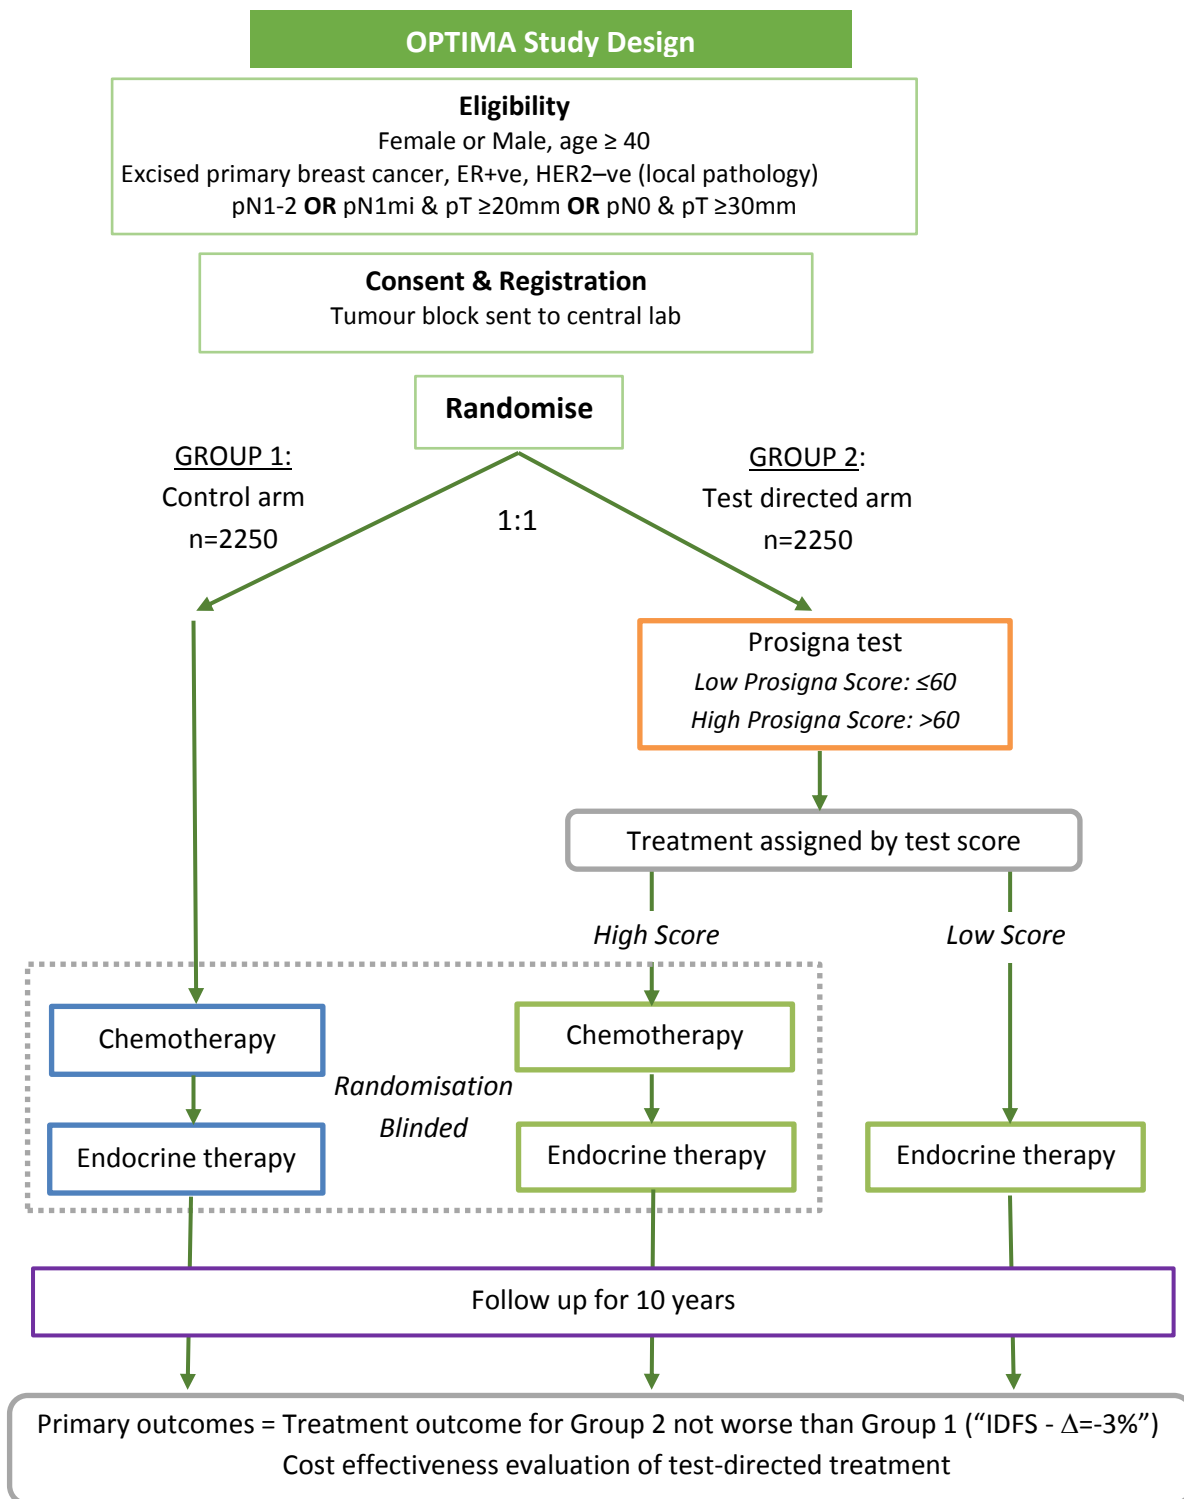 OPTIMA Study Design
Eligibility
Female or Male, age ≥ 40
Excised primary breast cancer, ER+ve, HER2–ve (local pathology)
pN1-2 OR pN1mi & pT ≥20mm OR pN0 & pT ≥30mm
Consent & Registration
Tumour block sent to central lab
Randomise
GROUP 1:
Control arm
n=2250
1:1
GROUP 2:
Test directed arm
n=2250
Prosigna test
Low Prosigna Score: ≤60
High Prosigna Score: >60
Treatment assigned by test score
High Score
Low Score
Chemotherapy
Chemotherapy
Randomisation
Blinded
Endocrine therapy
Endocrine therapy
Endocrine therapy
Follow up for 10 years
Primary outcomes = Treatment outcome for Group 2 not worse than Group 1 (“IDFS - Δ=-3%”)
Cost effectiveness evaluation of test-directed treatment